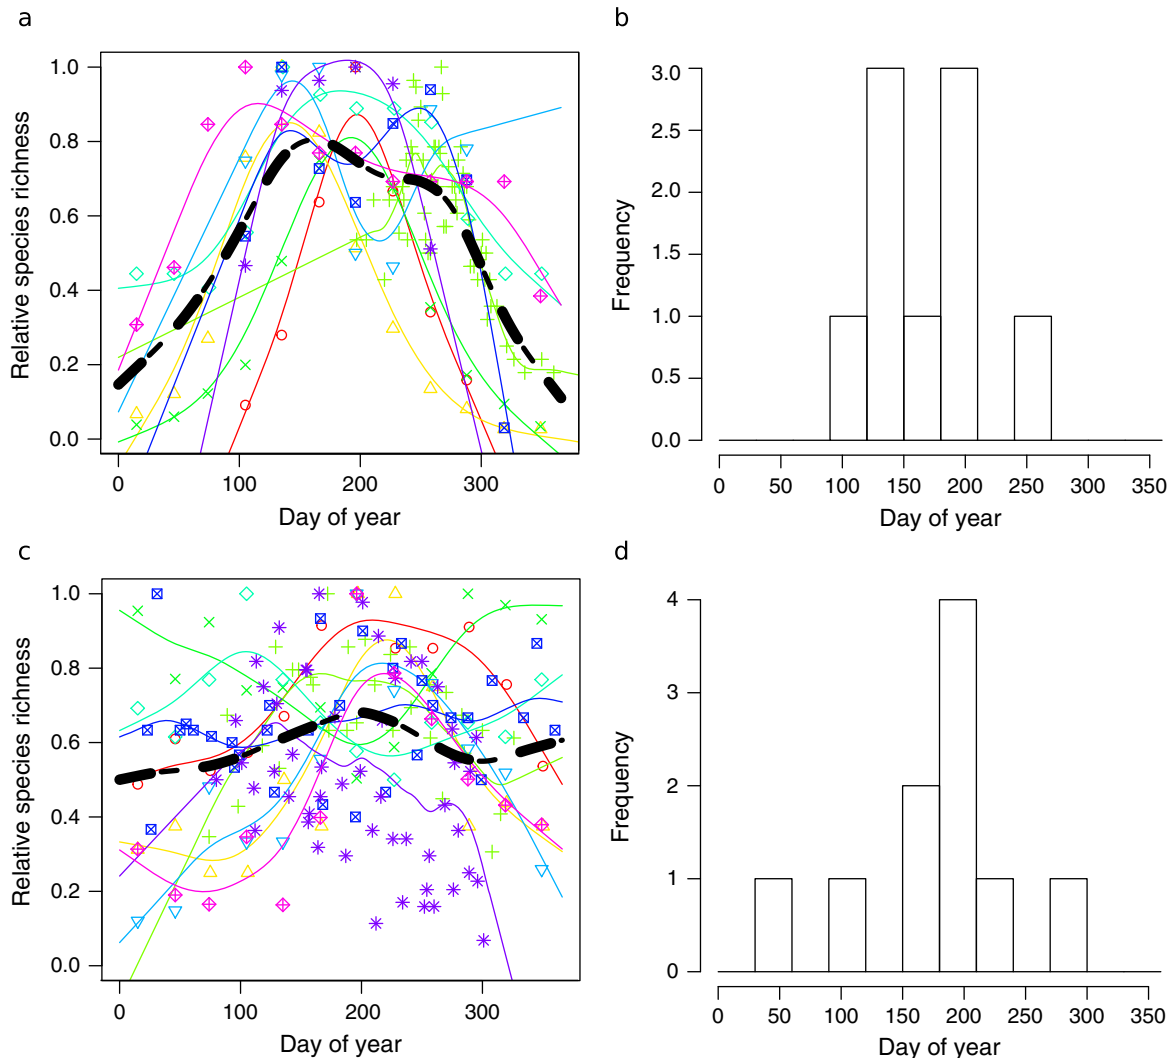 a
1.0
0.8
0.6
0.4
0.2
0.0
Relative species richness
0 100 200 300
Day of year
b
3.0
2.5
2.0
1.5
1.0
0.5
0.0
Frequency
0 50 100 150 200 250 300 350
Day of year
c
1.0
0.8
0.6
0.4
0.2
0.0
Relative species richness
0 100 200 300
Day of year
d
4
3
2
1
0
Frequency
0 50 100 150 200 250 300 350
Day of year